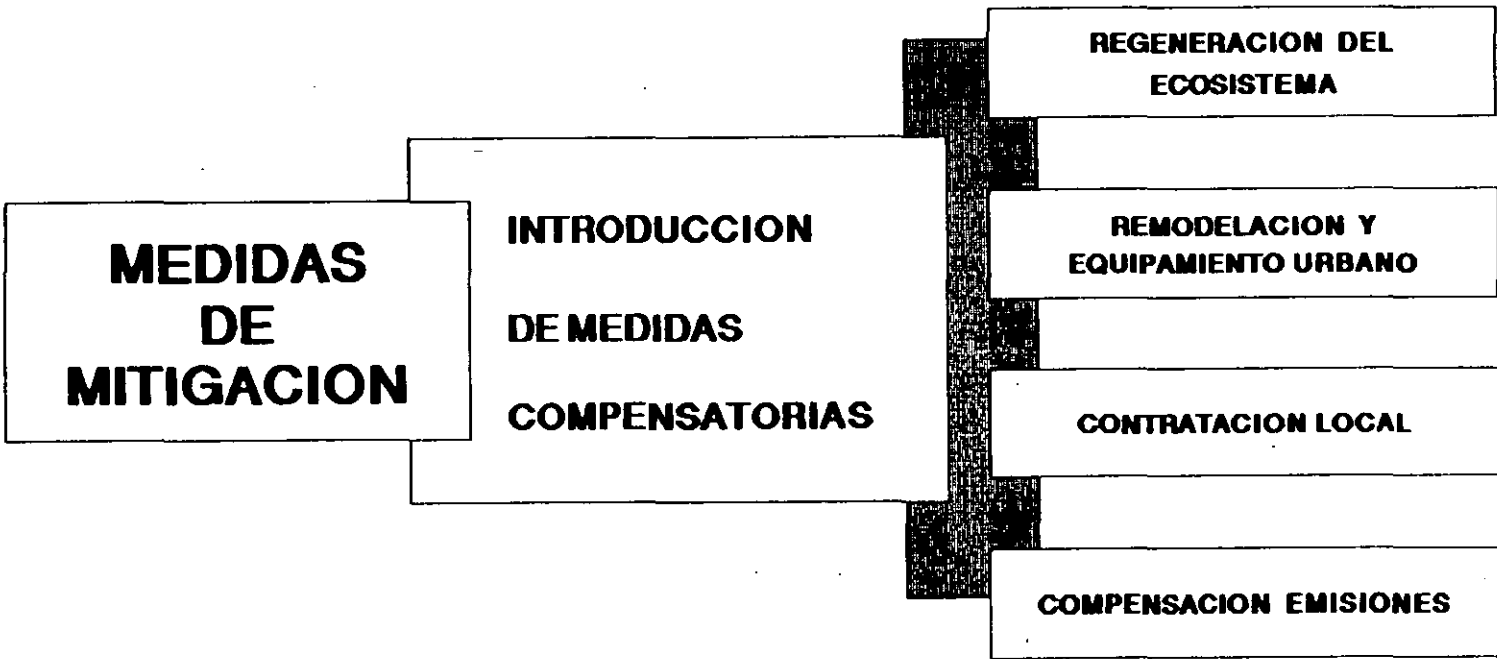 MEDIDAS
DE
MITIGACION
INTRODUCCION
DE MEDIDAS
COMPENSATORIAS
REGENERACION DEL
ECOSISTEMA
REMODELACION Y
EQUIPAMIENTO URBANO
CONTRATACION LOCAL
COMPENSACION EMISIONES